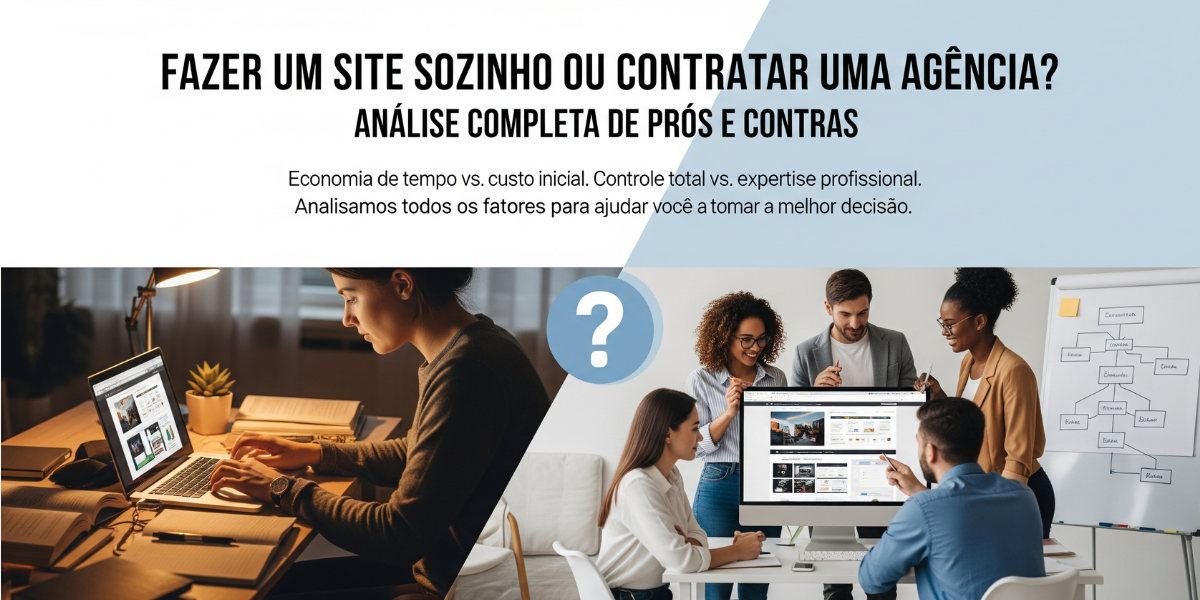 FAZER UM SITE SOZINHO OU CONTRATAR UMA AGÊNCIA?
ANÁLISE COMPLETA DE PRÓS E CONTRAS
Economia de tempo vs. custo inicial. Controle total vs. expertise profissional.
Analisamos todos os fatores para ajudar você a tomar a melhor decisão.
?